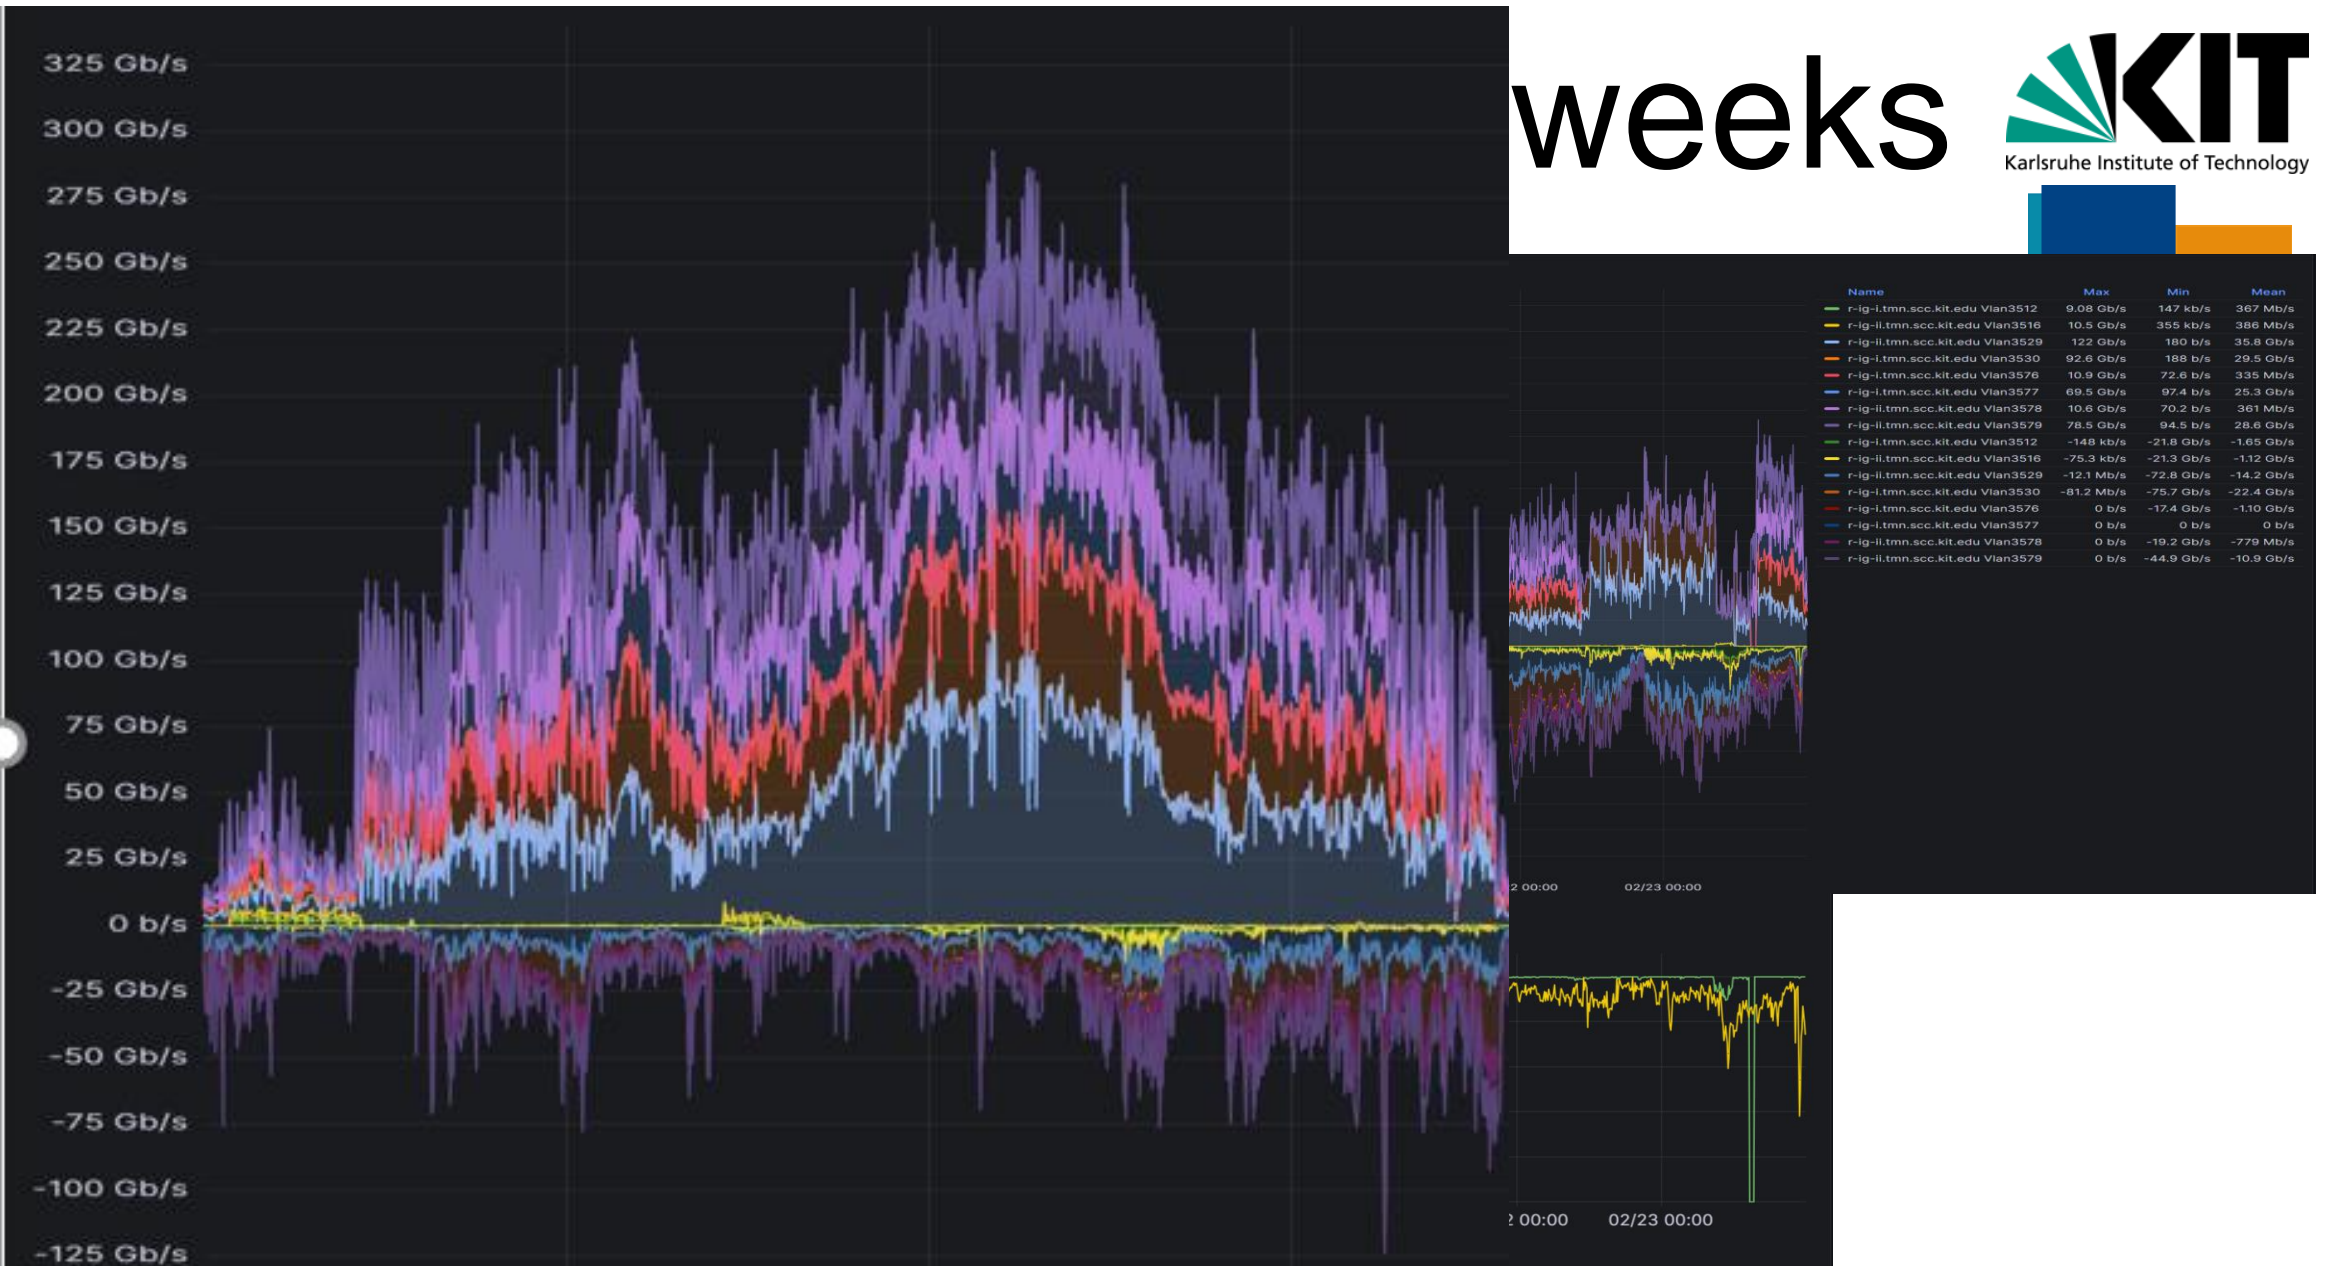 325 Gb/s
300 Gb/s
275 Gb/s
250 Gb/s
225 Gb/s
200 Gb/s
175 Gb/s
150 Gb/s
125 Gb/s
100 Gb/s
75 Gb/s
50 Gb/s
25 Gb/s
0 b/s
-25 Gb/s
-50 Gb/s
-75 Gb/s
-100 Gb/s
-125 Gb/s
weeks
KIT
Karlsruhe Institute of Technology
Name Max Min Mean
r-ig-i.tmn.scc.kit.edu Vlan3512 9.08 Gb/s 147 kb/s 367 Mb/s
r-ig-ii.tmn.scc.kit.edu Vlan3516 10.5 Gb/s 355 kb/s 386 Mb/s
r-ig-ii.tmn.scc.kit.edu Vlan3529 122 Gb/s 180 b/s 35.8 Gb/s
r-ig-i.tmn.scc.kit.edu Vlan3530 92.6 Gb/s 188 b/s 29.5 Gb/s
r-ig-i.tmn.scc.kit.edu Vlan3576 10.9 Gb/s 72.6 b/s 335 Mb/s
r-ig-i.tmn.scc.kit.edu Vlan3577 69.5 Gb/s 97.4 b/s 25.3 Gb/s
r-ig-ii.tmn.scc.kit.edu Vlan3578 10.6 Gb/s 70.2 b/s 361 Mb/s
r-ig-ii.tmn.scc.kit.edu Vlan3579 78.5 Gb/s 94.5 b/s 28.6 Gb/s
r-ig-i.tmn.scc.kit.edu Vlan3512 -148 kb/s -21.8 Gb/s -1.65 Gb/s
r-ig-ii.tmn.scc.kit.edu Vlan3516 -75.3 kb/s -21.3 Gb/s -1.12 Gb/s
r-ig-ii.tmn.scc.kit.edu Vlan3529 -12.1 Mb/s -72.8 Gb/s -14.2 Gb/s
r-ig-i.tmn.scc.kit.edu Vlan3530 -81.2 Mb/s -75.7 Gb/s -22.4 Gb/s
r-ig-i.tmn.scc.kit.edu Vlan3576 0 b/s -17.4 Gb/s -1.10 Gb/s
r-ig-i.tmn.scc.kit.edu Vlan3577 0 b/s 0 b/s 0 b/s
r-ig-ii.tmn.scc.kit.edu Vlan3578 0 b/s -19.2 Gb/s -779 Mb/s
r-ig-ii.tmn.scc.kit.edu Vlan3579 0 b/s -44.9 Gb/s -10.9 Gb/s
2 00:00 02/23 00:00
2 00:00 02/23 00:00